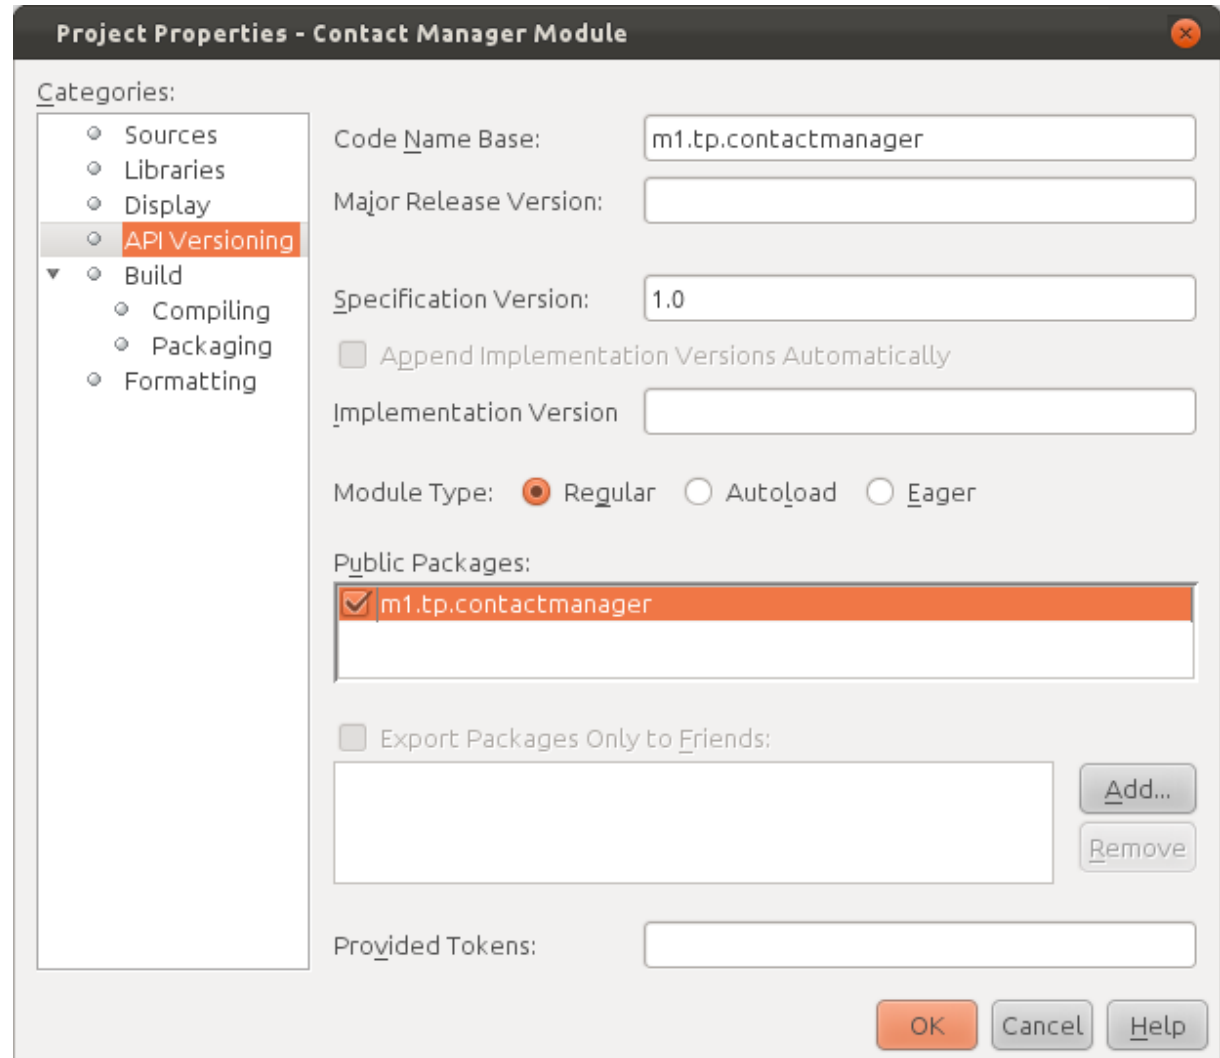 Project Properties - Contact Manager Module
Categories:
Sources
Libraries
Display
API Versioning
Build
Compiling
Packaging
Formatting
Code Name Base: m1.tp.contactmanager
Major Release Version:
Specification Version: 1.0
Append Implementation Versions Automatically
Implementation Version
Module Type: Regular Autoload Eager
Public Packages:
m1.tp.contactmanager
Export Packages Only to Friends:
Add...
Remove
Provided Tokens:
OK Cancel Help